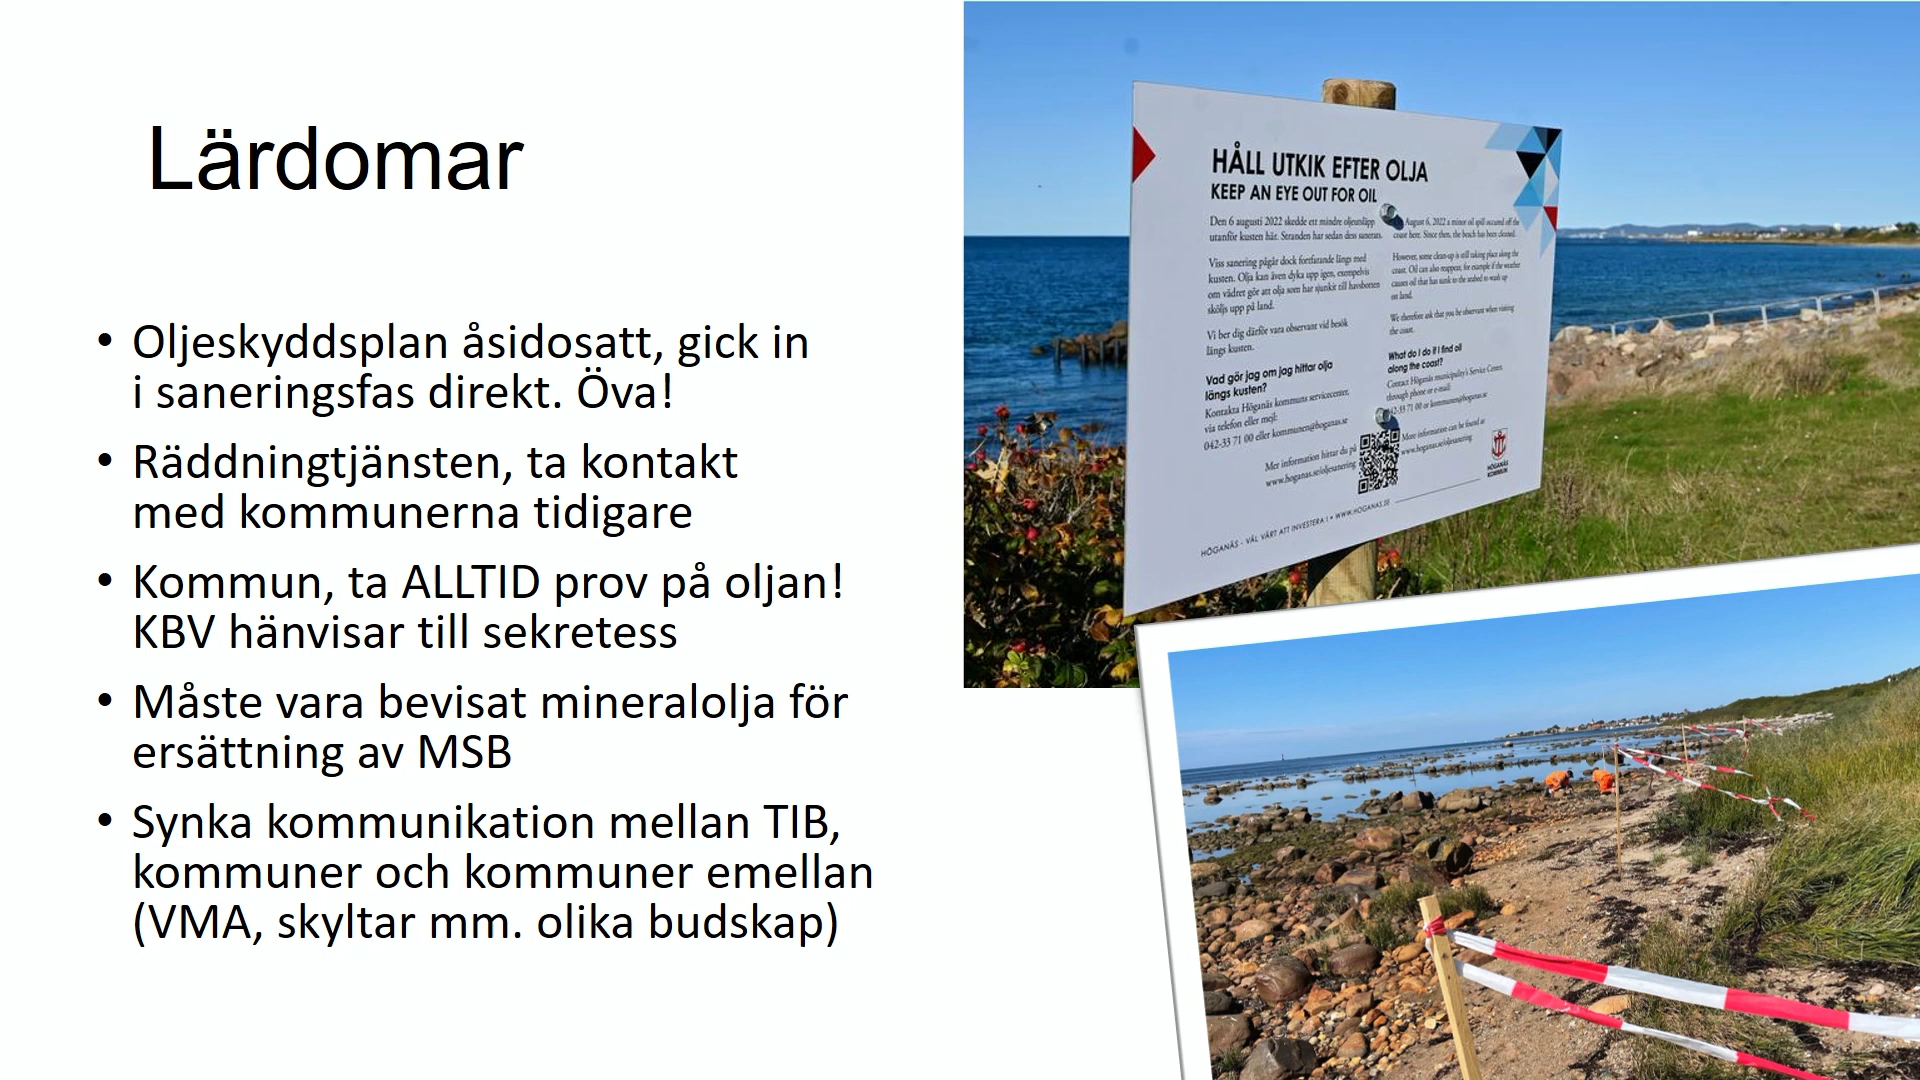 Lärdomar
• Oljeskyddsplan åsidosatt, gick in
i saneringsfas direkt. Öva!
• Räddningtjänsten, ta kontakt
med kommunerna tidigare
• Kommun, ta ALLTID prov på oljan!
KBV hänvisar till sekretess
• Måste vara bevisat mineralolja för
ersättning av MSB
• Synka kommunikation mellan TIB,
kommuner och kommuner emellan
(VMA, skyltar mm. olika budskap)
HÅLL UTKIK EFTER OLJA
KEEP AN EYE OUT FOR OIL
Den 6 augusti 2022 skedde ett mindre oljeutsläpp
utanför kusten här. Stranden har sedan dess sanerats.
Viss sanering pågår dock fortfarande längs med
kusten. Olja kan även dyka upp igen, exempelvis
om vädret gör att olja som har sjunkit till havsbotten
sköljs upp på land.
Vi ber dig därför vara observant vid besök
längs kusten.
Vad gör jag om jag hittar olja
längs kusten?
Kontakta Höganäs kommuns servicecenter,
via telefon eller mejl:
042-33 71 00 eller kommunen@hoganas.se
Mer information hittar du på
www.hoganas.se/oljesanering
August 6, 2022 a minor oil spill occured off the
coast here. Since then, the beach has been cleaned.
However, some clean-up is still taking place along the
coast. Oil can also reappear, for example if the weather
causes oil that has sunk to the seabed to wash up
on land.
We therefore ask that you be observant when visiting
the coast.
What do I do if I find oil
along the coast?
Contact Höganäs municipality's Service Center
through phone or e-mail:
042-33 71 00 or kommunen@hoganas.se
More information can be found at
www.hoganas.se/oljesanering
HÖGANÄS
KOMMUN
HÖGANÄS - VÄL VÄRT ATT INVESTERA I • WWW.HOGANAS.SE